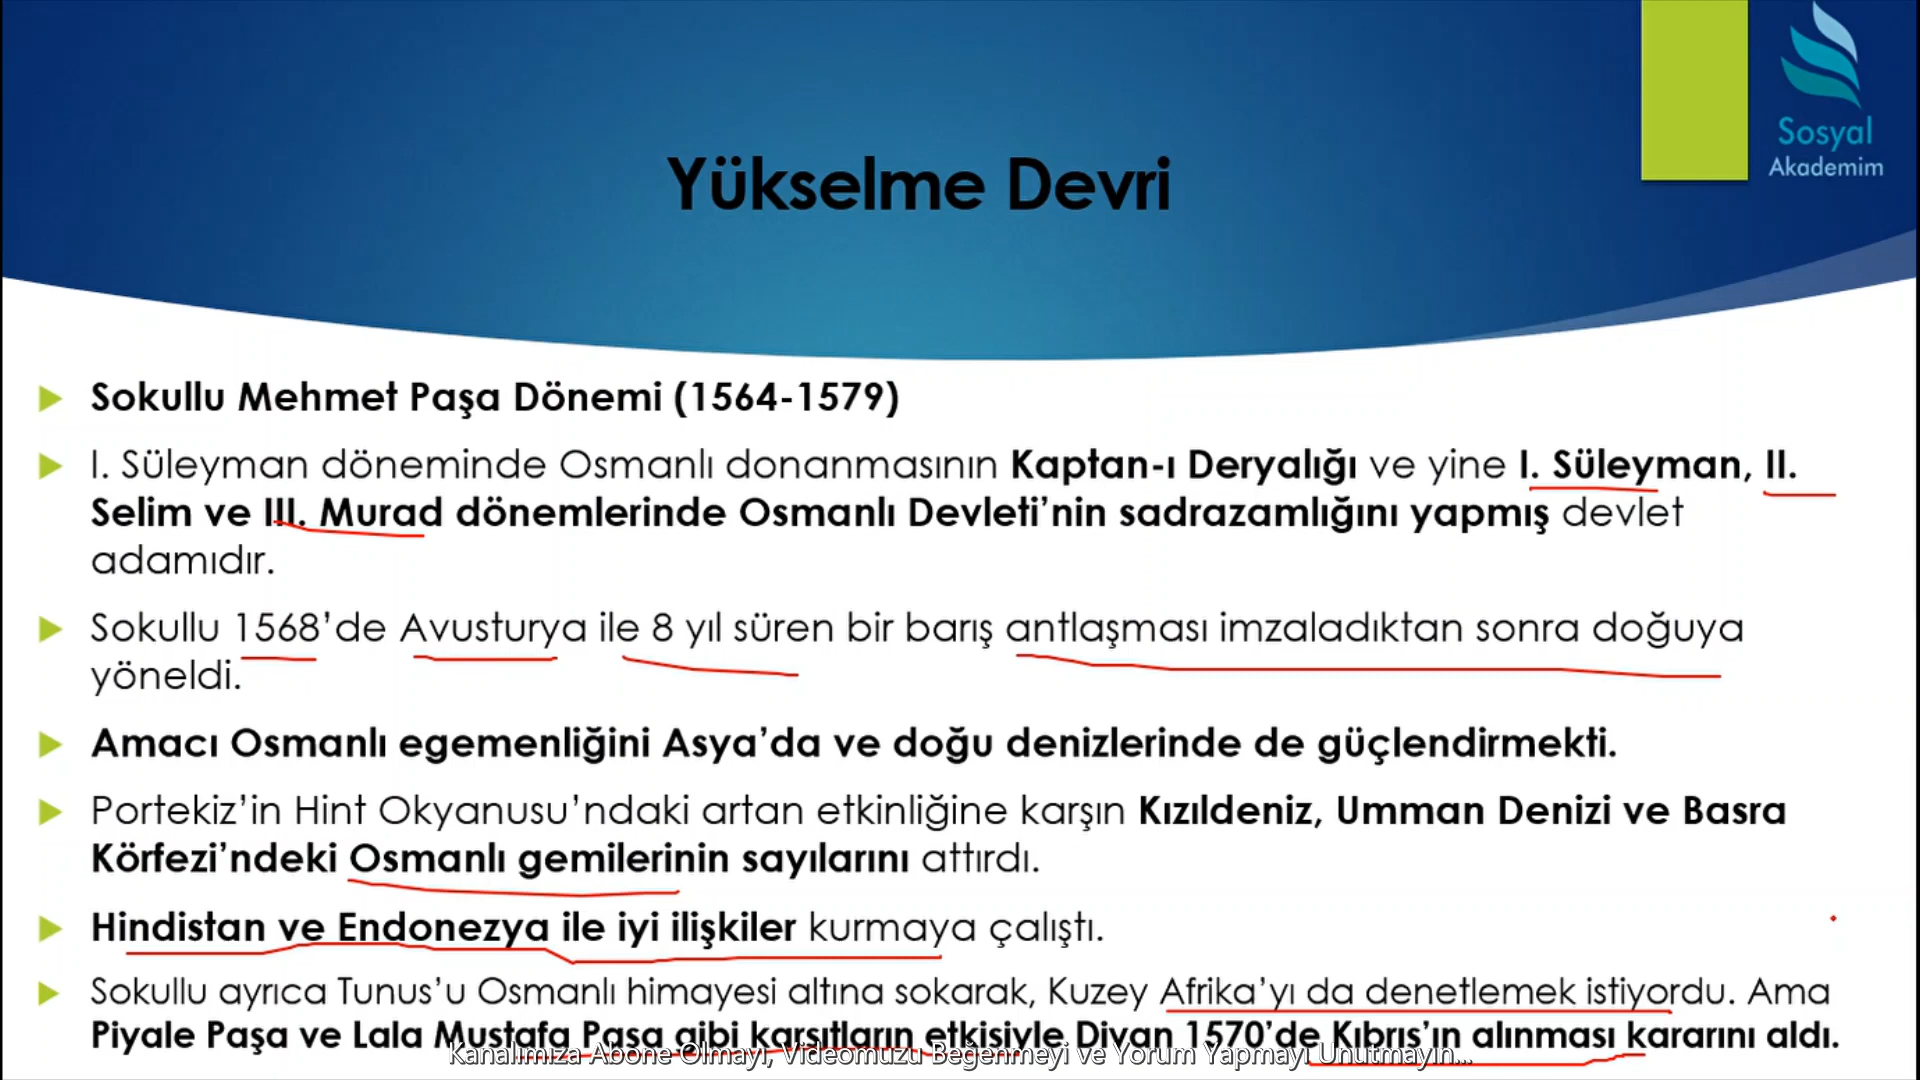 Sosyal
Akademim
Yükselme Devri
Sokullu Mehmet Paşa Dönemi (1564-1579)
I. Süleyman döneminde Osmanlı donanmasının Kaptan-ı Deryalığı ve yine I. Süleyman, II.
Selim ve III. Murad dönemlerinde Osmanlı Devleti’nin sadrazamlığını yapmış devlet
adamıdır.
Sokullu 1568’de Avusturya ile 8 yıl süren bir barış antlaşması imzaladıktan sonra doğuya
yöneldi.
Amacı Osmanlı egemenliğini Asya’da ve doğu denizlerinde de güçlendirmekti.
Portekiz’in Hint Okyanusu’ndaki artan etkinliğine karşın Kızıldeniz, Umman Denizi ve Basra
Körfezi’ndeki Osmanlı gemilerinin sayılarını attırdı.
Hindistan ve Endonezya ile iyi ilişkiler kurmaya çalıştı.
Sokullu ayrıca Tunus’u Osmanlı himayesi altına sokarak, Kuzey Afrika’yı da denetlemek istiyordu. Ama
Piyale Paşa ve Lala Mustafa Paşa gibi karşıtların etkisiyle Divan 1570’de Kıbrıs’ın alınması kararını aldı.
Kanalımıza Abone Olmayı, Videomuzu Beğenmeyi ve Yorum Yapmayı Unutmayın...